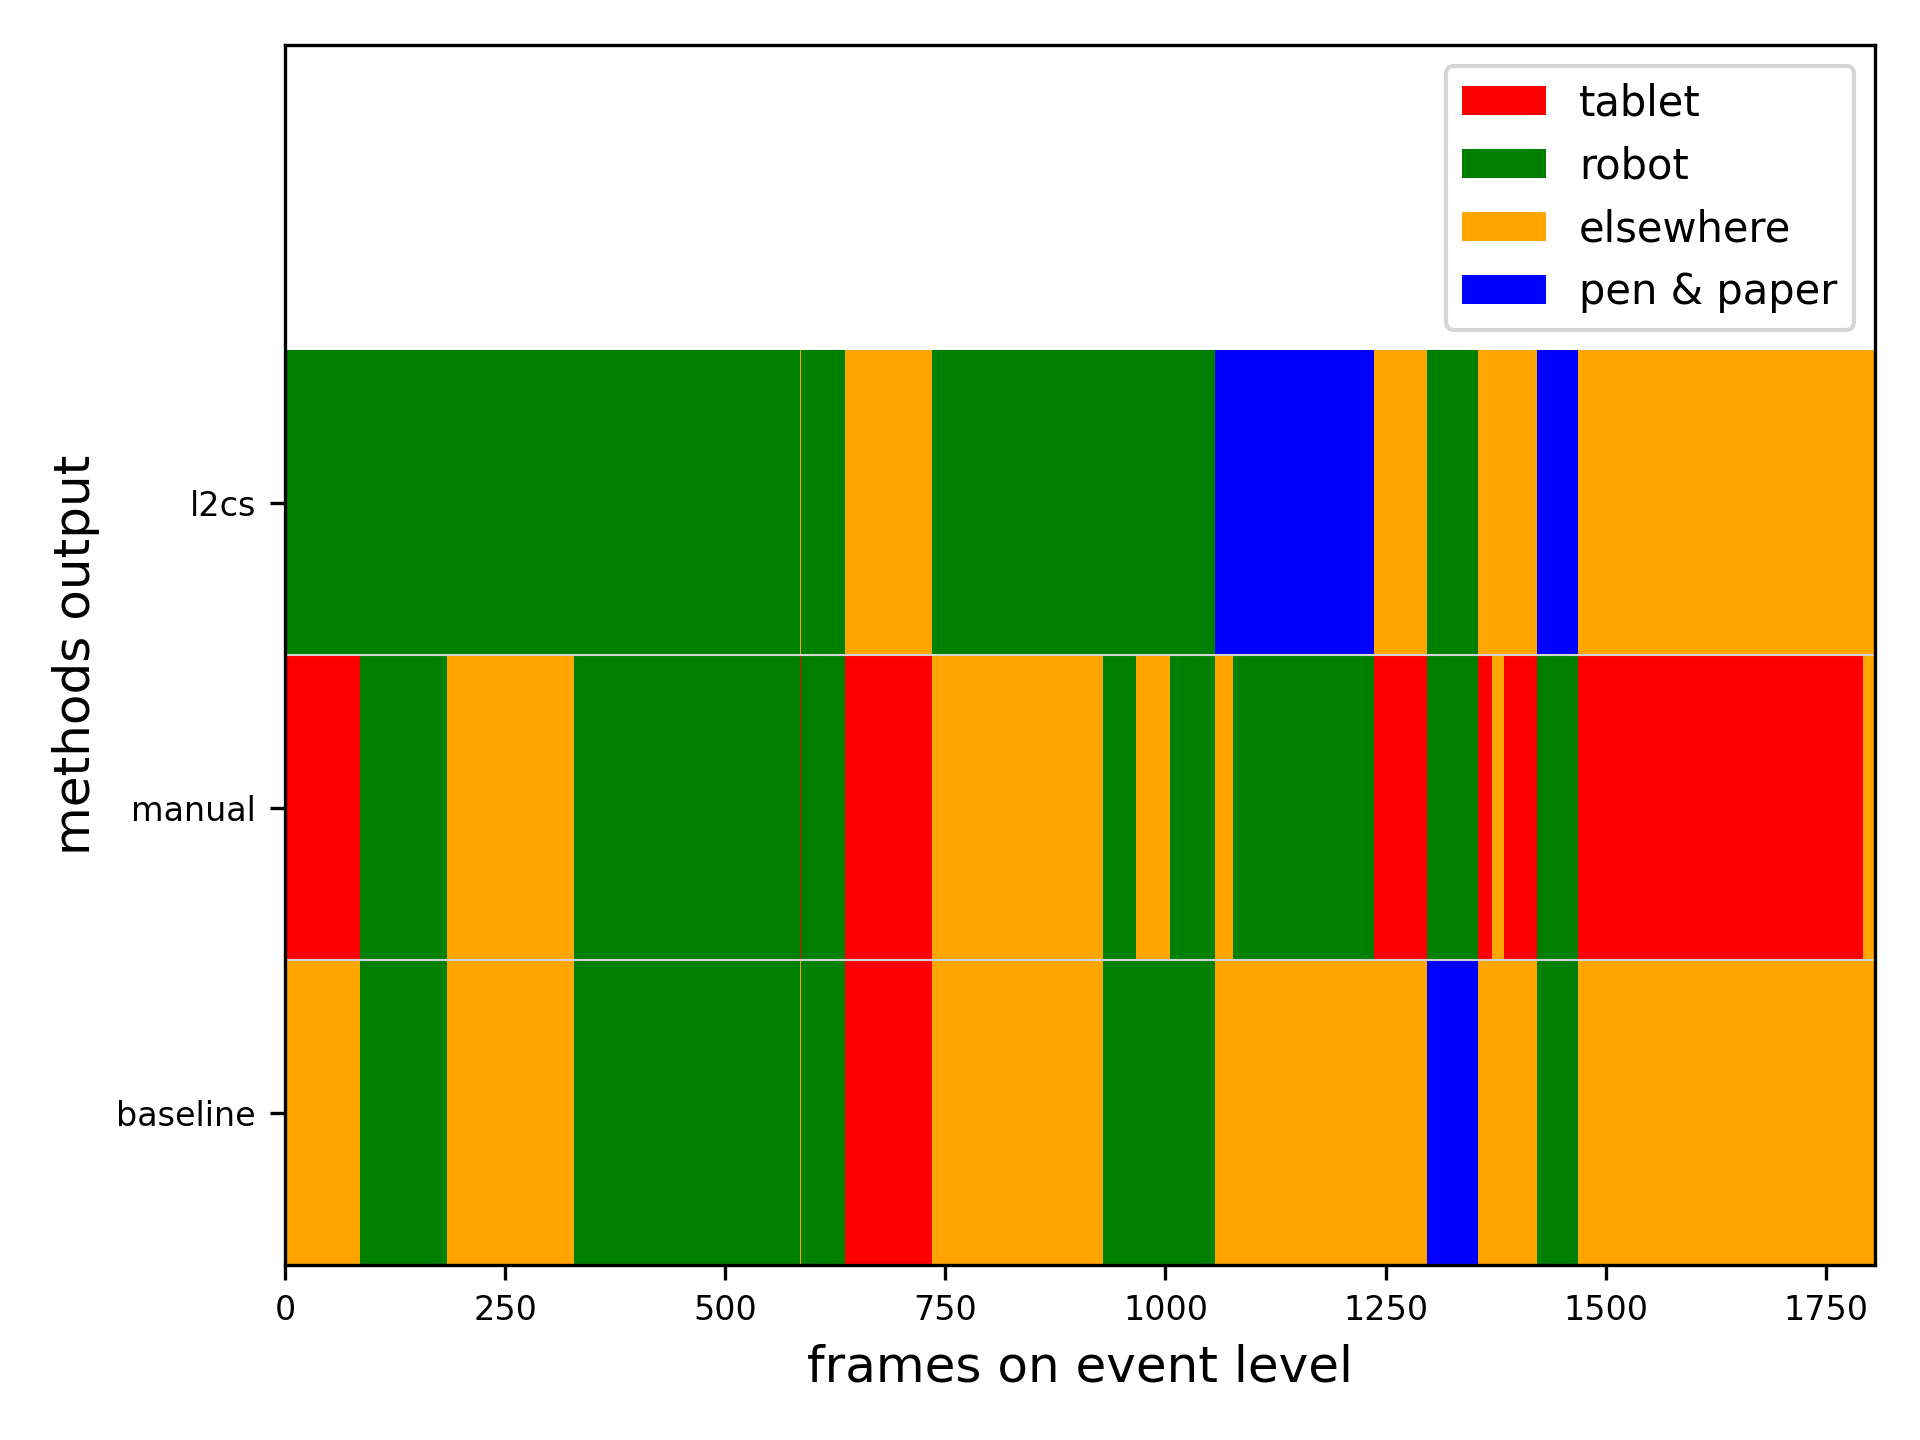 tablet
robot
elsewhere
pen & paper
methods output
l2cs
manual
baseline
0 250 500 750 1000 1250 1500 1750
frames on event level